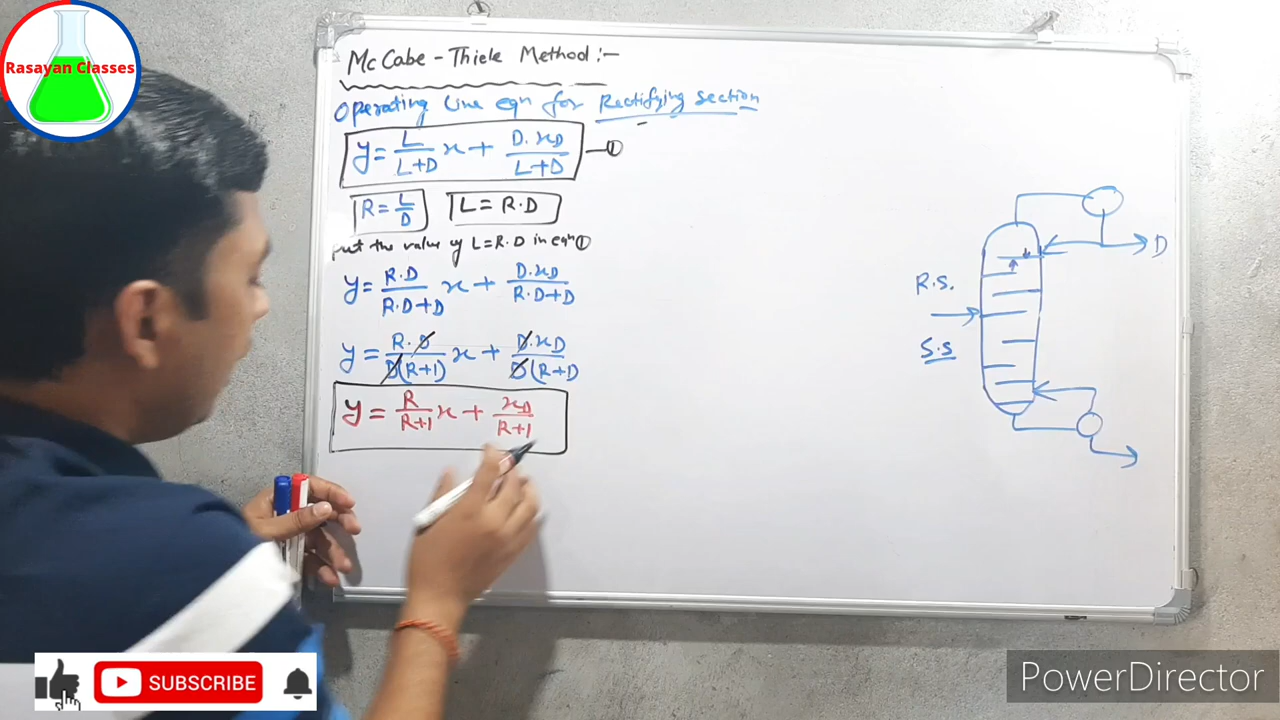 Rasayan Classes
Mc Cabe - Thiele Method :-
Operating line eqn for Rectifying section
y = L/L+D x + D.xD/L+D —①
R = L/D L = R.D
put the value of L=R.D in eqn①
y = R.D/R.D+D x + D.xD/R.D+D
y = R.D/D(R+1) x + D.xD/D(R+1)
y = R/R+1 x + xD/R+1
D
R.S.
S.S
SUBSCRIBE
PowerDirector